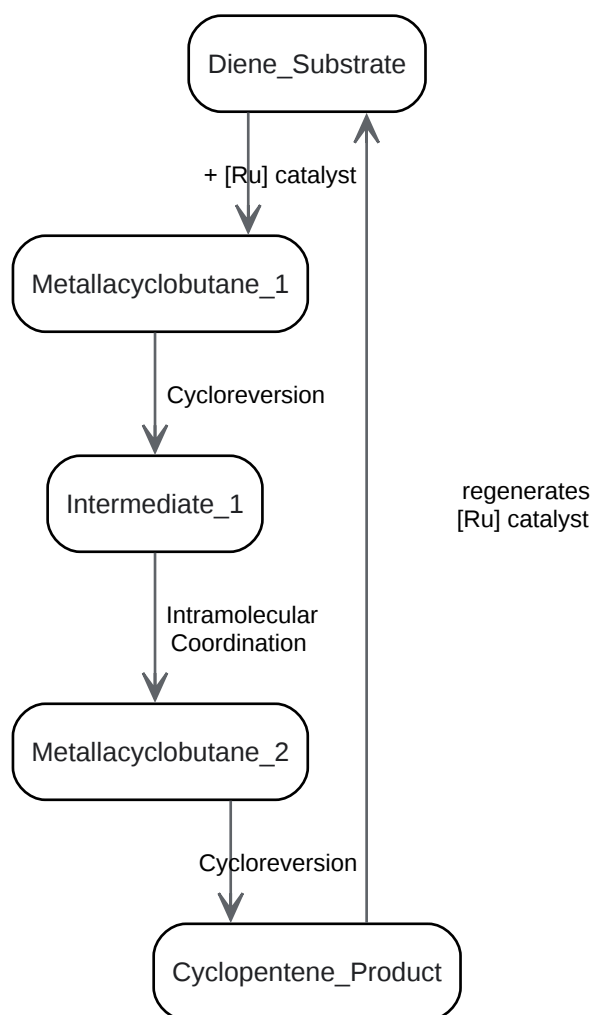 Diene_Substrate
+ [Ru] catalyst
Metallacyclobutane_1
Cycloreversion
Intermediate_1
regenerates
[Ru] catalyst
Intramolecular
Coordination
Metallacyclobutane_2
Cycloreversion
Cyclopentene_Product